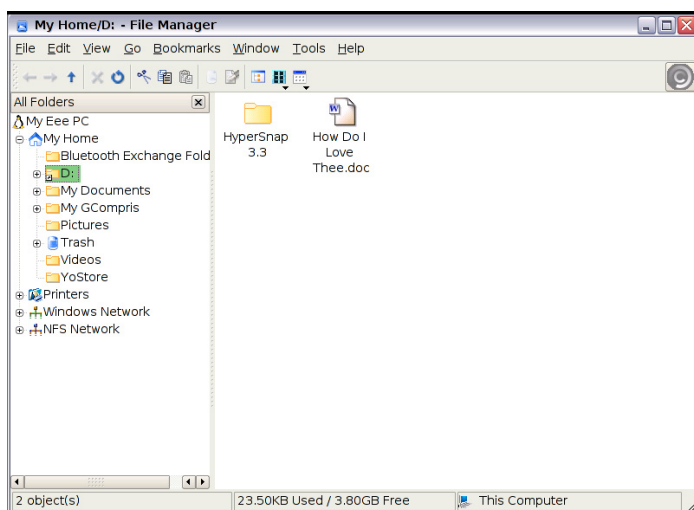 My Home/D: - File Manager
File Edit View Go Bookmarks Window Tools Help
All Folders
My Eee PC
My Home
Bluetooth Exchange Fold
D:
My Documents
My GCompris
Pictures
Trash
Videos
YoStore
Printers
Windows Network
NFS Network
HyperSnap
3.3
How Do I
Love
Thee.doc
2 object(s)
23.50KB Used / 3.80GB Free
This Computer